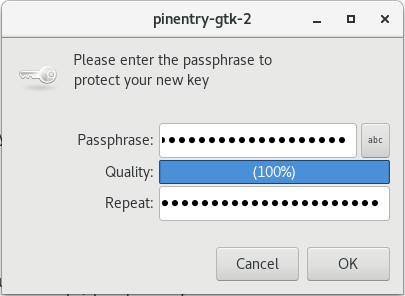 pinentry-gtk-2
Please enter the passphrase to
protect your new key
Passphrase: ••••••••••••••••••••• abc
Quality: (100%)
Repeat: ••••••••••••••••••••••••
Cancel OK